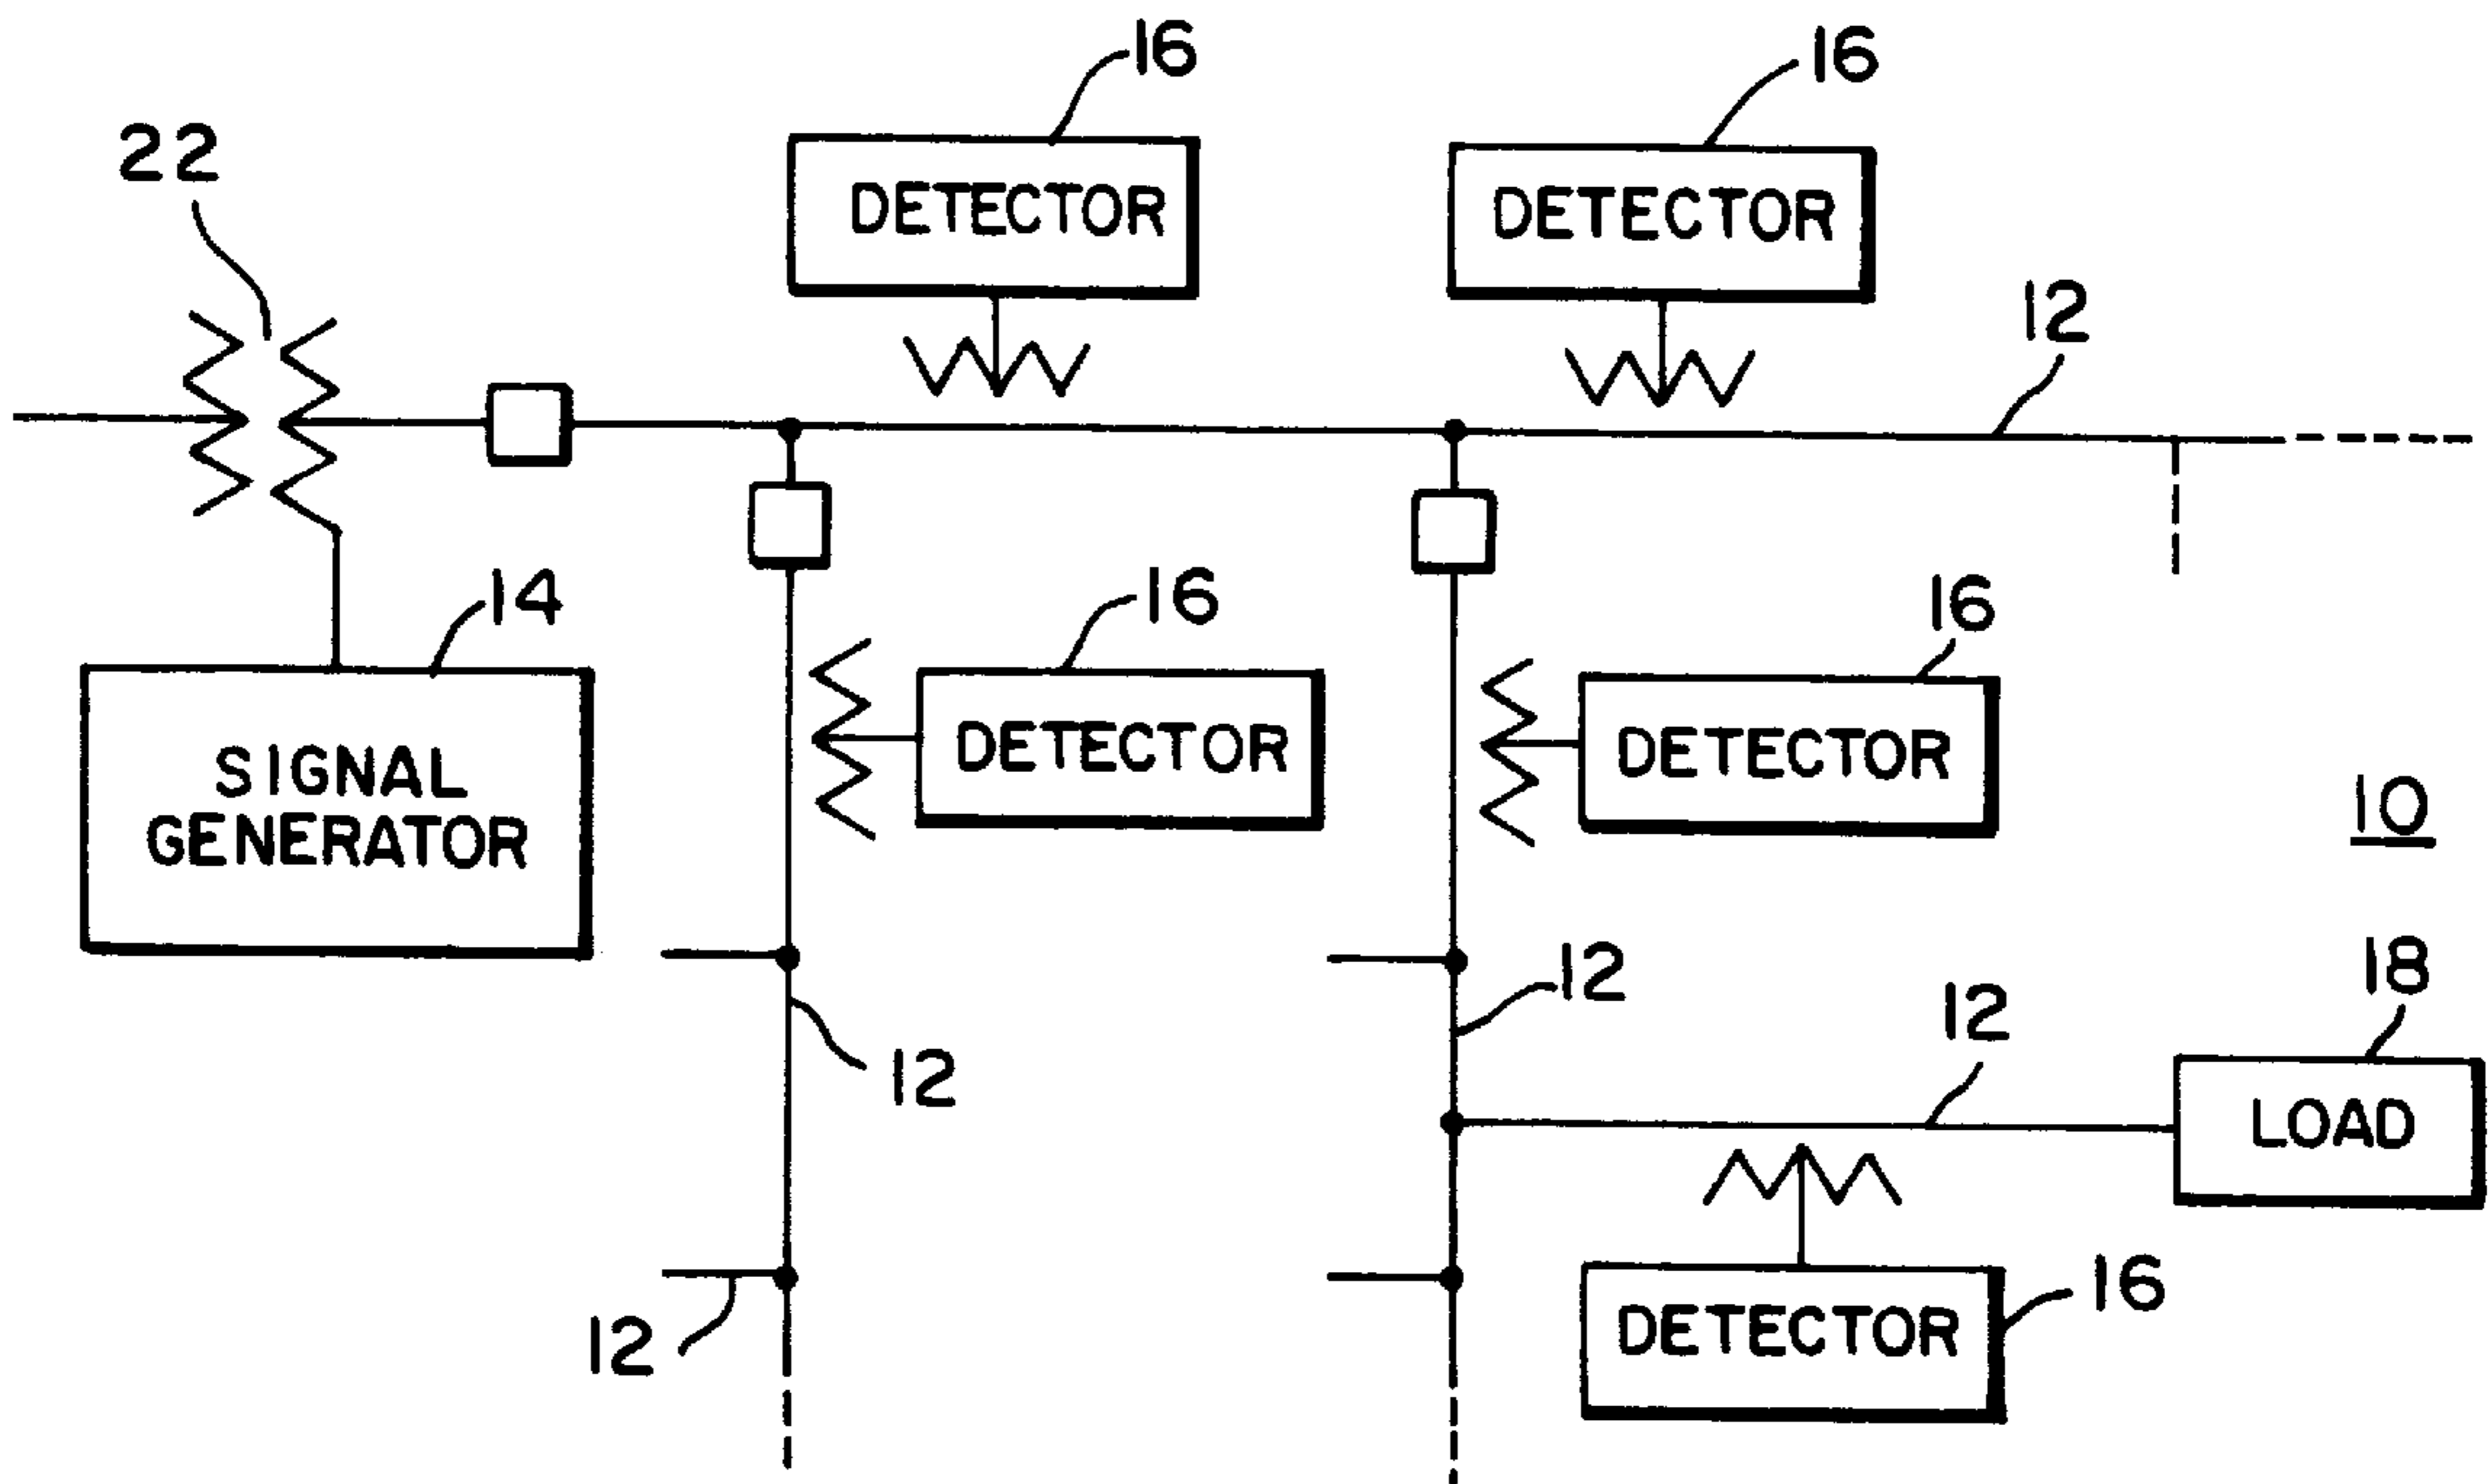 16
16
22
DETECTOR
DETECTOR
12
14
16
16
SIGNAL
GENERATOR
DETECTOR
DETECTOR
10
12
12
18
12
LOAD
12
DETECTOR
16